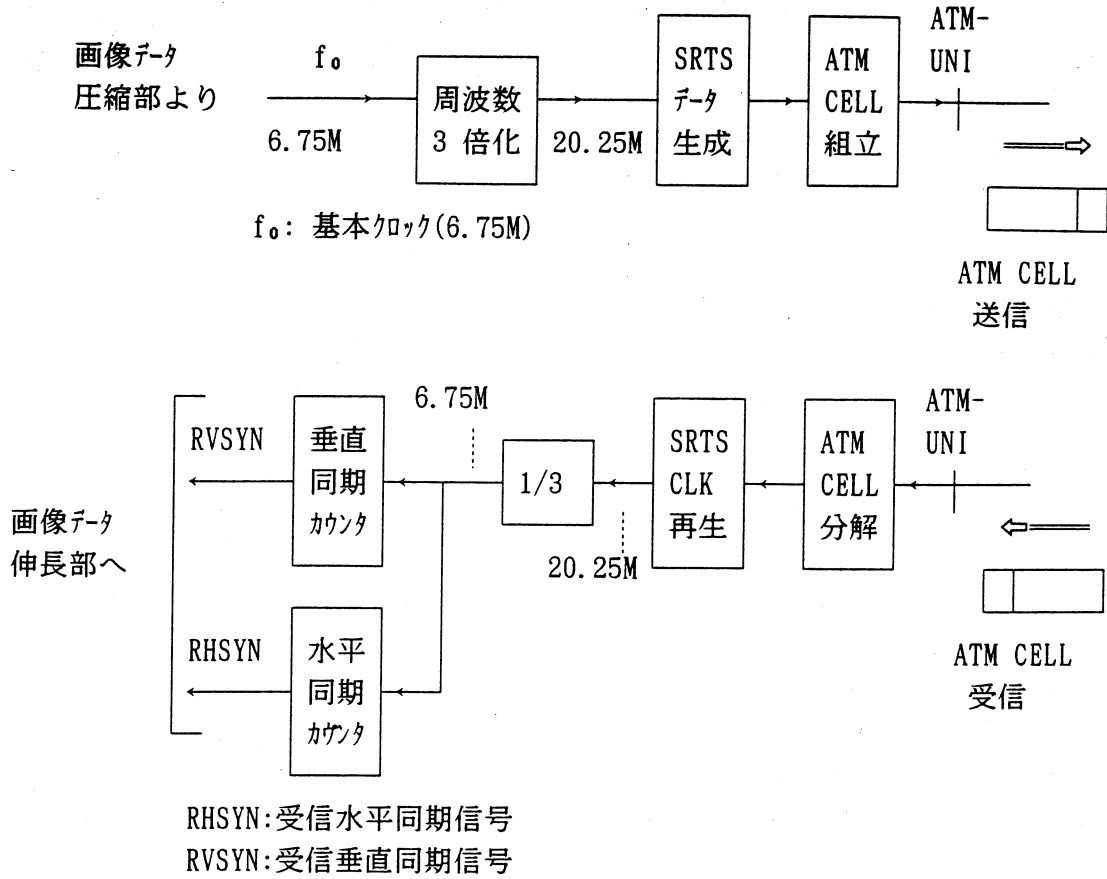 画像データ
圧縮部より
f₀
6.75M
周波数
3 倍化
20.25M
SRTS
データ
生成
ATM
CELL
組立
ATM-
UNI
f₀: 基本クロック(6.75M)
ATM CELL
送信
画像データ
伸長部へ
RVSYN
垂直
同期
カウンタ
6.75M
1/3
20.25M
SRTS
CLK
再生
ATM
CELL
分解
ATM-
UNI
RHSYN
水平
同期
カウンタ
ATM CELL
受信
RHSYN:受信水平同期信号
RVSYN:受信垂直同期信号